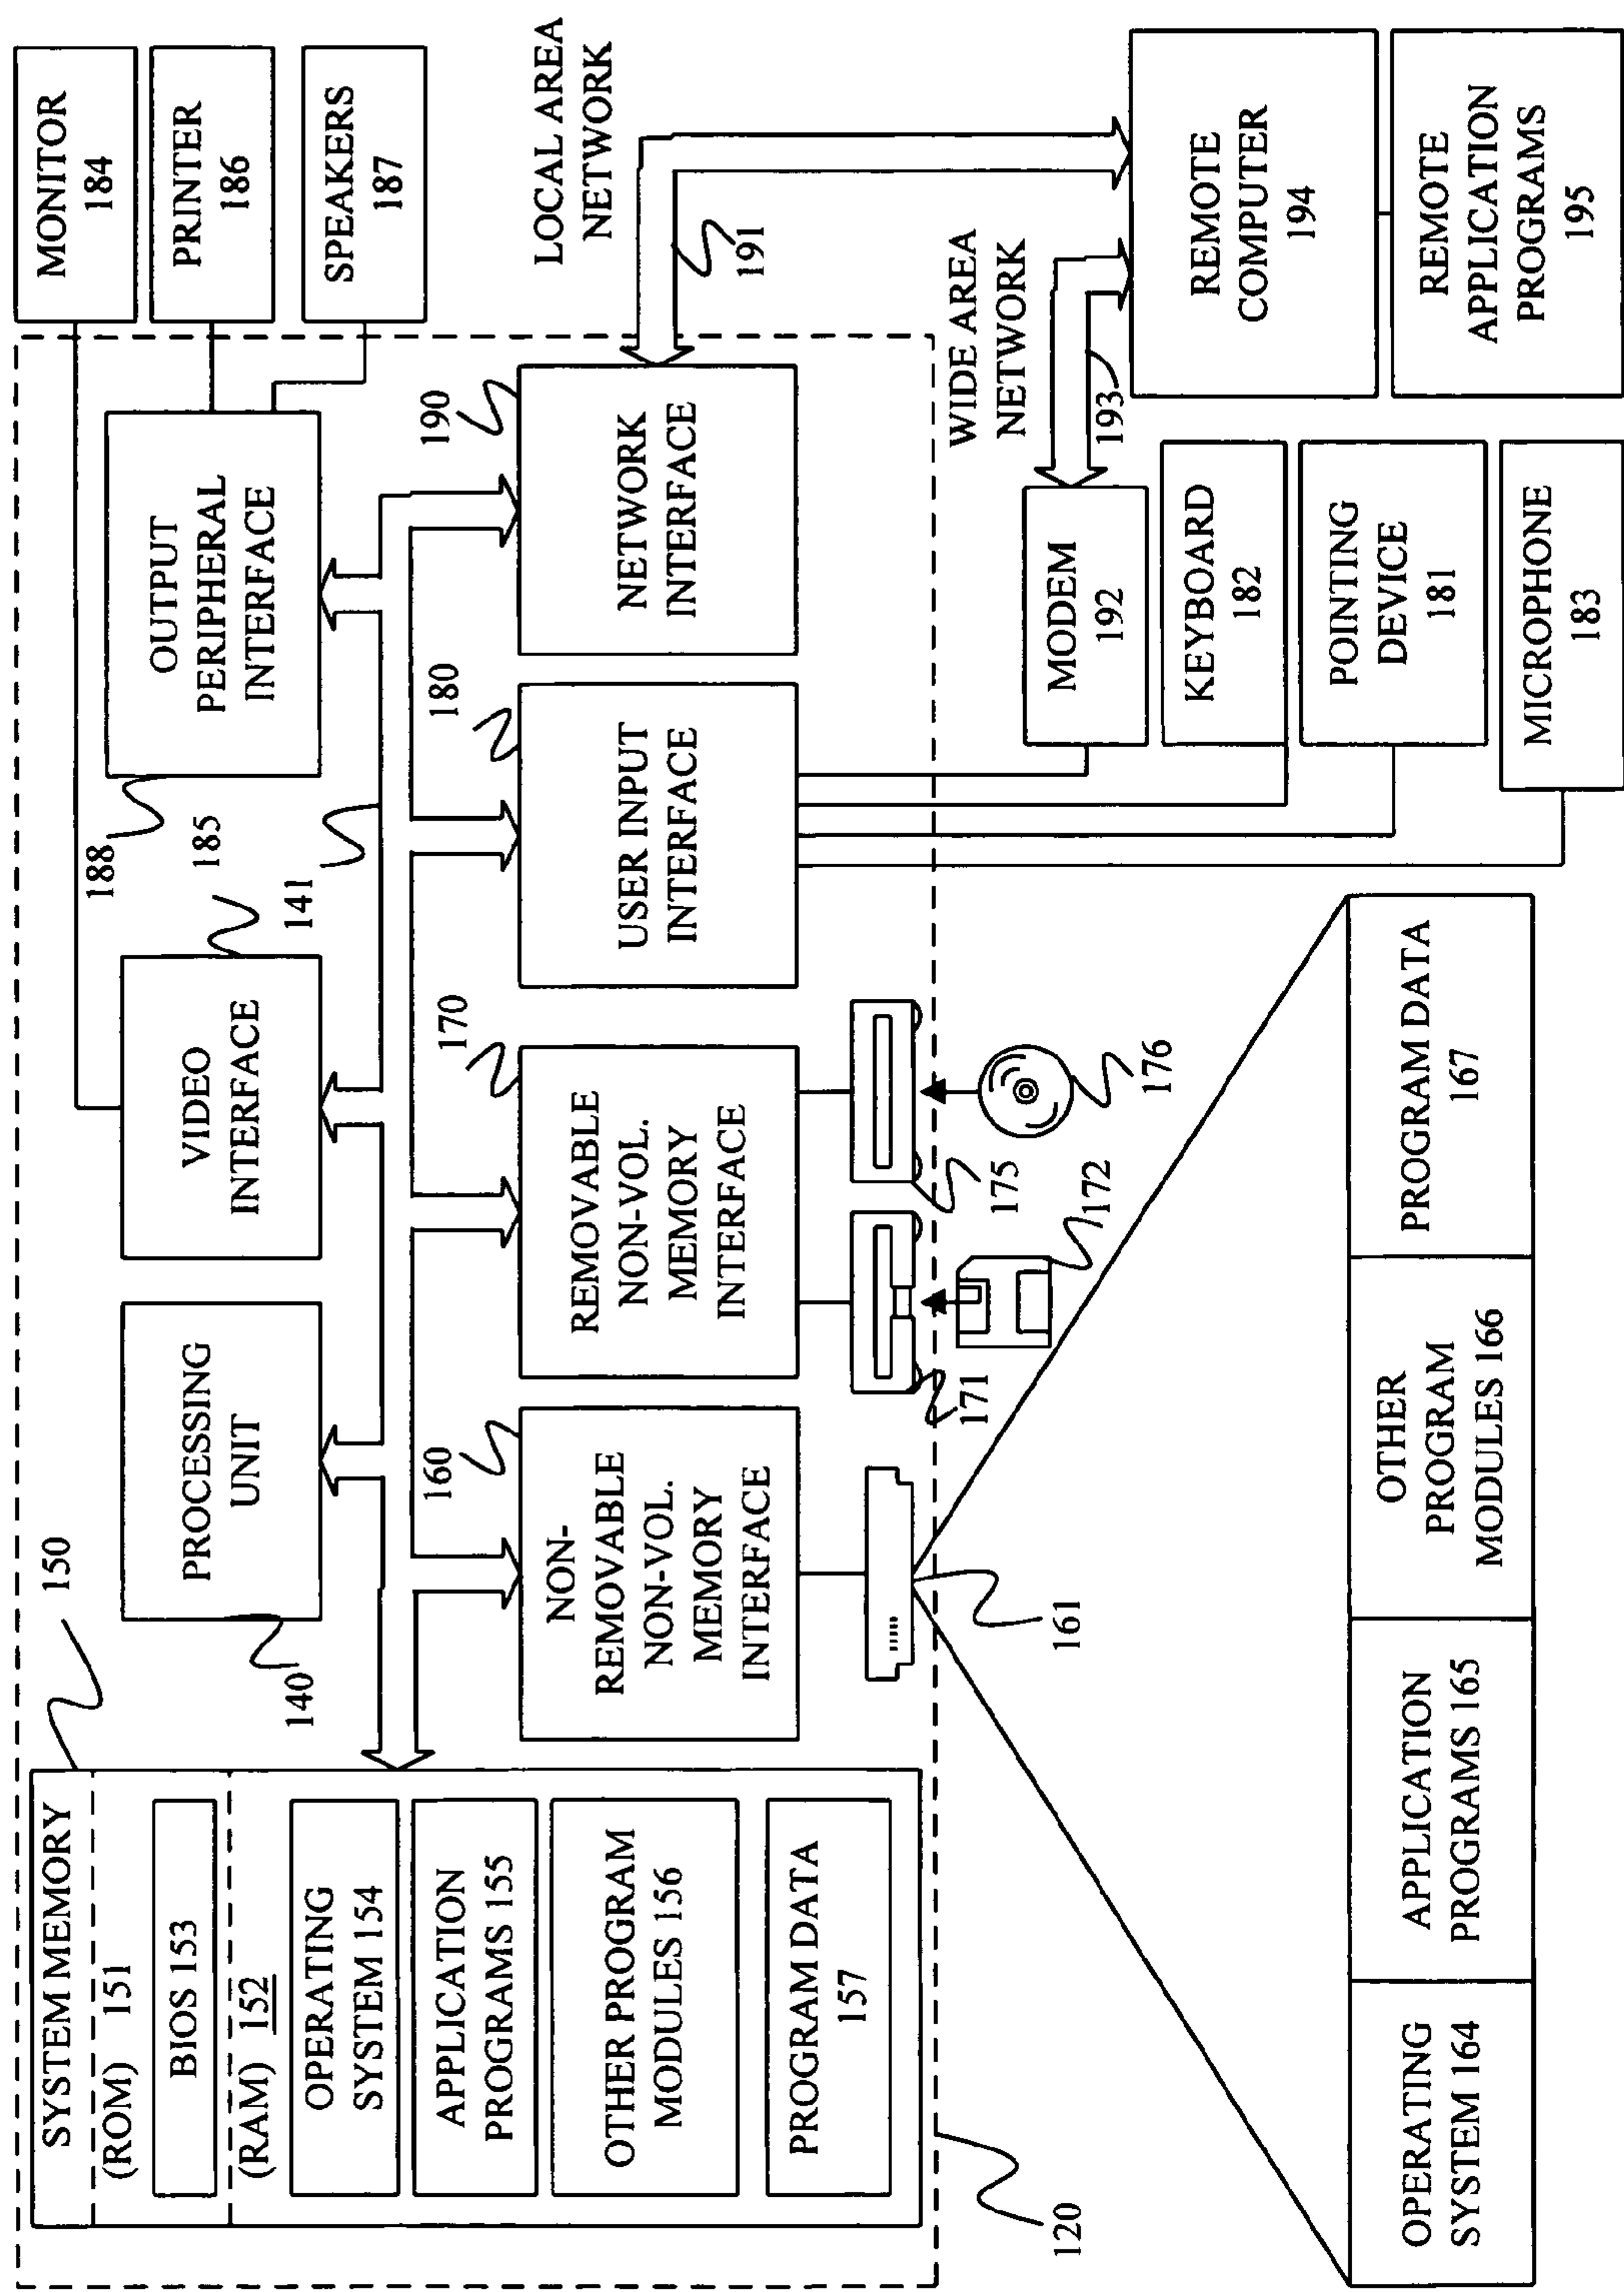 SYSTEM MEMORY
(ROM) 151
BIOS 153
(RAM) 152
OPERATING
SYSTEM 154
APPLICATION
PROGRAMS 155
OTHER PROGRAM
MODULES 156
PROGRAM DATA
157
150
PROCESSING
UNIT
140
VIDEO
INTERFACE
185
188
141
OUTPUT
PERIPHERAL
INTERFACE
MONITOR
184
PRINTER
186
SPEAKERS
187
160
NON-
REMOVABLE
NON-VOL.
MEMORY
INTERFACE
170
REMOVABLE
NON-VOL.
MEMORY
INTERFACE
180
USER INPUT
INTERFACE
190
NETWORK
INTERFACE
LOCAL AREA
NETWORK
191
120
161
171
172
175
176
WIDE AREA
NETWORK
193
MODEM
192
KEYBOARD
182
POINTING
DEVICE
181
MICROPHONE
183
REMOTE
COMPUTER
194
REMOTE
APPLICATION
PROGRAMS
195
OPERATING
SYSTEM 164
APPLICATION
PROGRAMS 165
OTHER
PROGRAM
MODULES 166
PROGRAM DATA
167